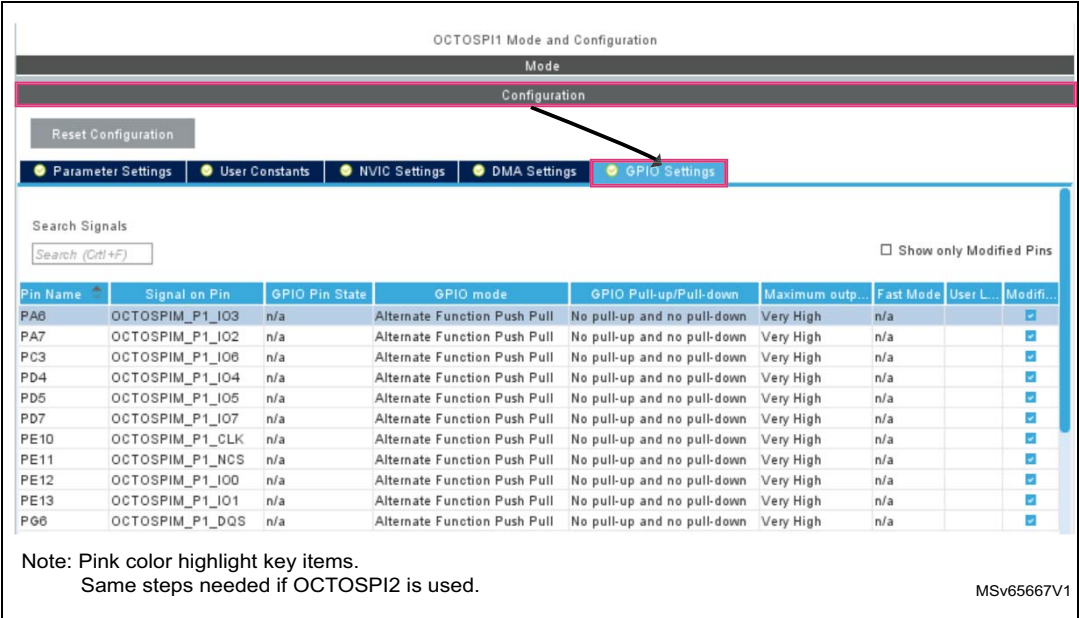 OCTOSPI1 Mode and Configuration
Mode
Configuration
Reset Configuration
Parameter Settings User Constants NVIC Settings DMA Settings GPIO Settings
Search Signals
Search (Crtl+F)
Show only Modified Pins
Pin Name Signal on Pin GPIO Pin State GPIO mode GPIO Pull-up/Pull-down Maximum outp... Fast Mode User L... Modifi...
PA6 OCTOSPIM_P1_IO3 n/a Alternate Function Push Pull No pull-up and no pull-down Very High n/a
PA7 OCTOSPIM_P1_IO2 n/a Alternate Function Push Pull No pull-up and no pull-down Very High n/a
PC3 OCTOSPIM_P1_IO6 n/a Alternate Function Push Pull No pull-up and no pull-down Very High n/a
PD4 OCTOSPIM_P1_IO4 n/a Alternate Function Push Pull No pull-up and no pull-down Very High n/a
PD5 OCTOSPIM_P1_IO5 n/a Alternate Function Push Pull No pull-up and no pull-down Very High n/a
PD7 OCTOSPIM_P1_IO7 n/a Alternate Function Push Pull No pull-up and no pull-down Very High n/a
PE10 OCTOSPIM_P1_CLK n/a Alternate Function Push Pull No pull-up and no pull-down Very High n/a
PE11 OCTOSPIM_P1_NCS n/a Alternate Function Push Pull No pull-up and no pull-down Very High n/a
PE12 OCTOSPIM_P1_IO0 n/a Alternate Function Push Pull No pull-up and no pull-down Very High n/a
PE13 OCTOSPIM_P1_IO1 n/a Alternate Function Push Pull No pull-up and no pull-down Very High n/a
PG6 OCTOSPIM_P1_DQS n/a Alternate Function Push Pull No pull-up and no pull-down Very High n/a
Note: Pink color highlight key items.
Same steps needed if OCTOSPI2 is used.
MSv65667V1